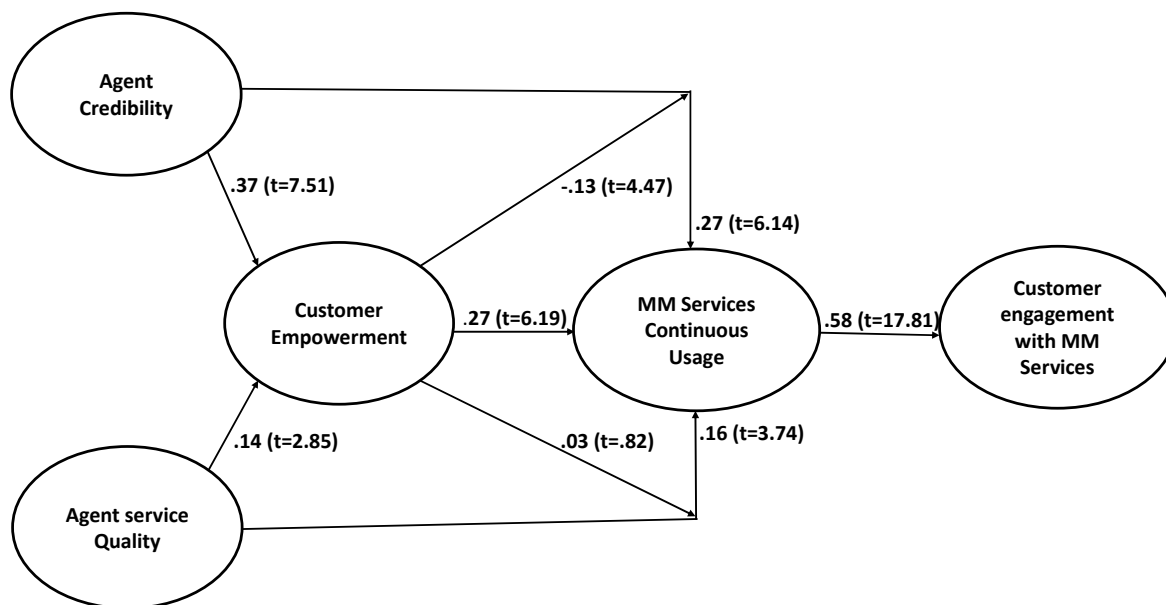 Agent
Credibility
.37 (t=7.51)
-.13 (t=4.47)
.27 (t=6.14)
Customer
Empowerment
.27 (t=6.19)
MM Services
Continuous
Usage
.58 (t=17.81)
Customer
engagement
with MM
Services
.14 (t=2.85)
.03 (t=.82)
.16 (t=3.74)
Agent service
Quality